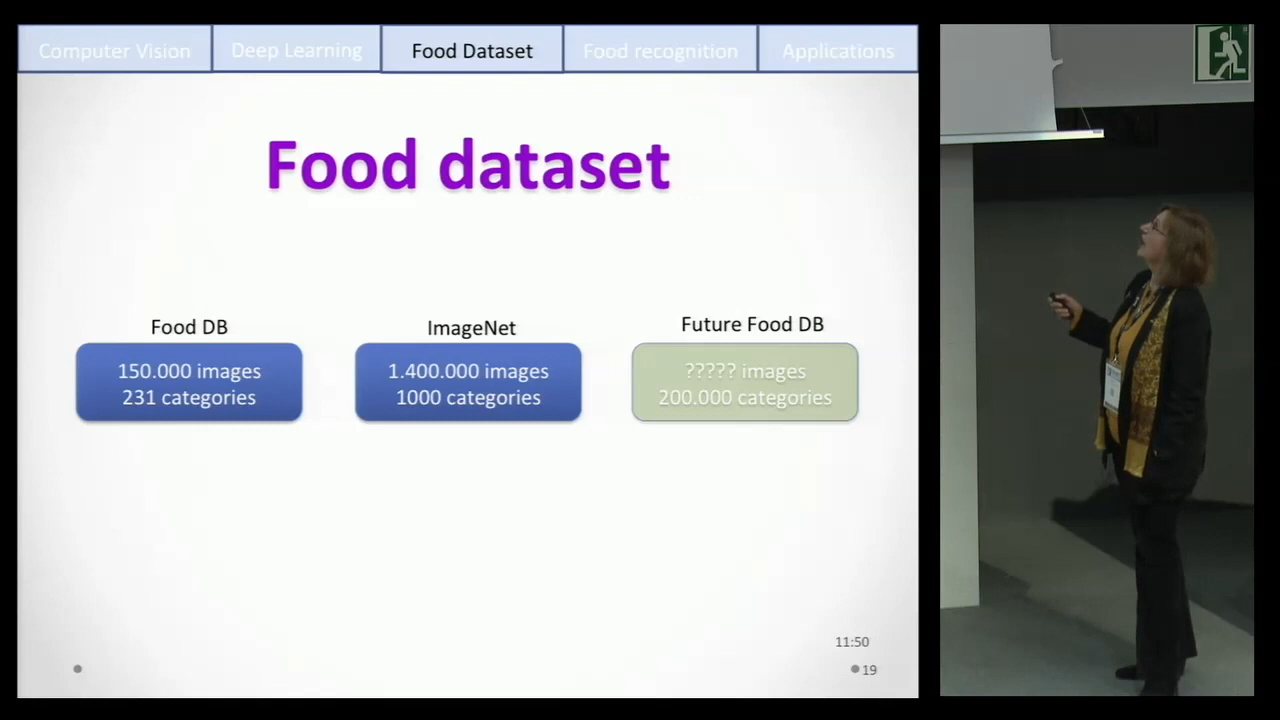 Computer Vision
Deep Learning
Food Dataset
Food recognition
Applications
Food dataset
Food DB
150.000 images
231 categories
ImageNet
1.400.000 images
1000 categories
Future Food DB
????? images
200.000 categories
11:50
19